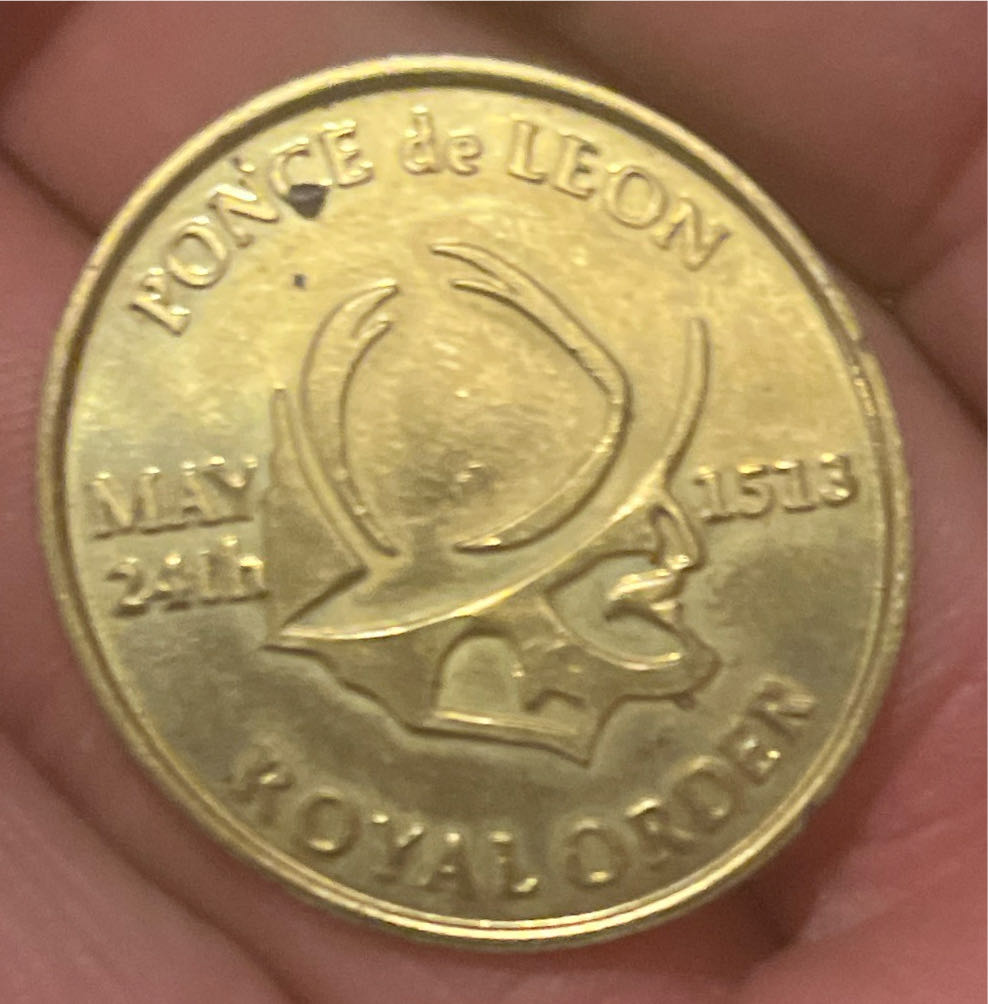 PONCE de LEON
MAY
24th
1513
ROYAL ORDER